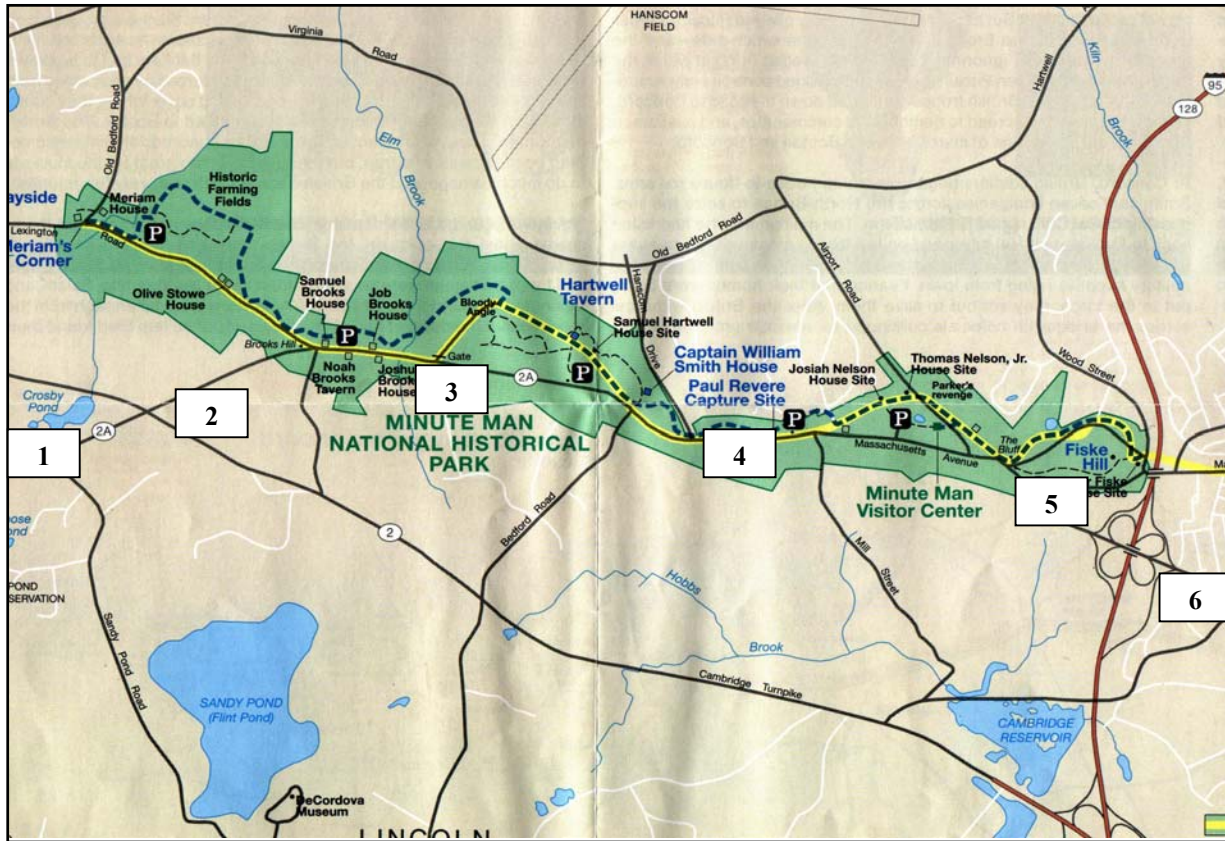 HANSCOM
FIELD
Virginia
Road
Hartwell
Kiln
Brook
95
128
Old Bedford Road
Elm
Brook
Historic
Farming
Fields
Meriam
House
Lexington
Road
Corner
P
Olive Stowe
House
Samuel
Brooks
House
Job
Brooks
House
Bloody
Angle
Hartwell
Tavern
Old Bedford Road
Airport
Road
Hanscom
Drive
Samuel Hartwell
House Site
Wood Street
P
Brooks Hill
Noah
Brooks
Tavern
Gate
2A
3
P
Captain William
Smith House
Paul Revere
Capture Site
Josiah Nelson
House Site
Thomas Nelson, Jr.
House Site
Parker's
revenge
Crosby
Pond
2
2A
1
MINUTE MAN
NATIONAL HISTORICAL
PARK
4
P
P
Massachusetts
Avenue
The
Bluff
Fiske
Hill
Minute Man
Visitor Center
5
2
Bedford Road
Mill
Street
6
POND
Hobbs
Brook
Sandy
Pond
Road
SANDY POND
(Flint Pond)
Cambridge
Turnpike
CAMBRIDGE
RESERVOIR
DeCordova
Museum
LINCOLN